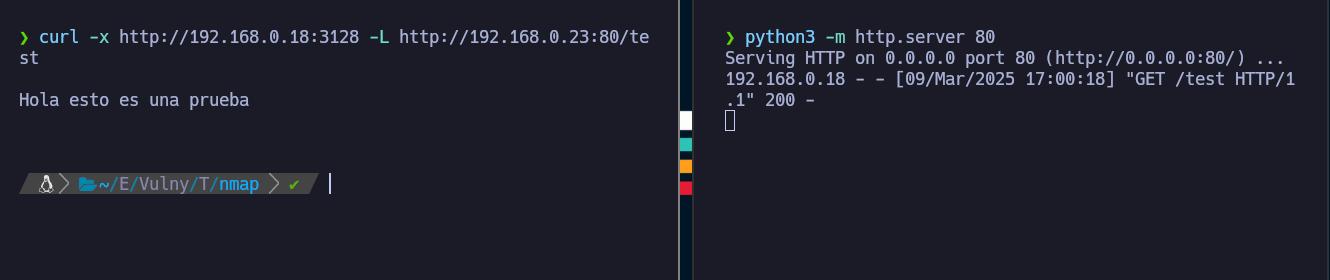 ❯ curl -x http://192.168.0.18:3128 -L http://192.168.0.23:80/te
st
Hola esto es una prueba
~/E/Vulny/T/nmap ✔
❯ python3 -m http.server 80
Serving HTTP on 0.0.0.0 port 80 (http://0.0.0.0:80/) ...
192.168.0.18 - - [09/Mar/2025 17:00:18] "GET /test HTTP/1
.1" 200 -